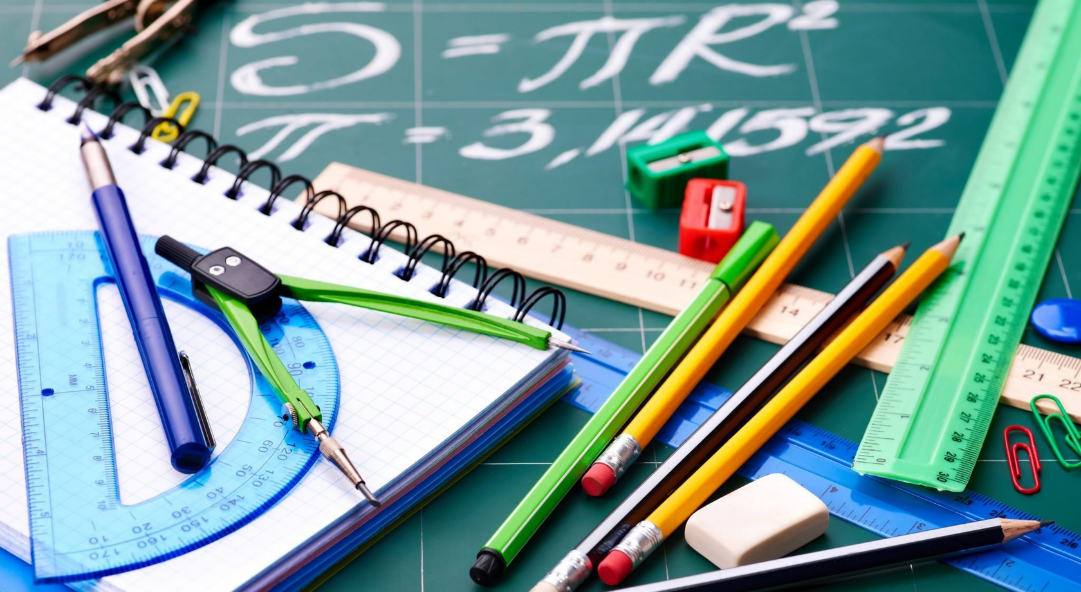 S = πR²
π = 3,141592